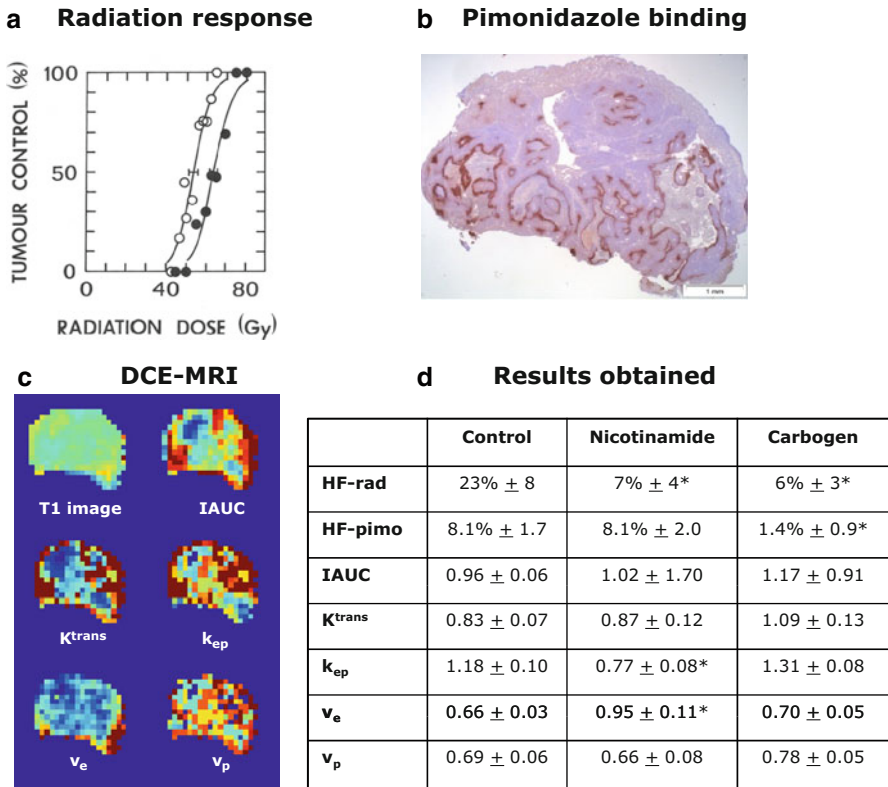 a Radiation response
100
50
0
TUMOUR CONTROL (%)
0 40 80
RADIATION DOSE (Gy)
b Pimonidazole binding
1 mm
c DCE-MRI
T1 image IAUC
Ktrans kep
ve vp
d Results obtained
Control Nicotinamide Carbogen
HF-rad 23% ± 8 7% ± 4* 6% ± 3*
HF-pimo 8.1% ± 1.7 8.1% ± 2.0 1.4% ± 0.9*
IAUC 0.96 ± 0.06 1.02 ± 1.70 1.17 ± 0.91
Ktrans 0.83 ± 0.07 0.87 ± 0.12 1.09 ± 0.13
kep 1.18 ± 0.10 0.77 ± 0.08* 1.31 ± 0.08
ve 0.66 ± 0.03 0.95 ± 0.11* 0.70 ± 0.05
vp 0.69 ± 0.06 0.66 ± 0.08 0.78 ± 0.05